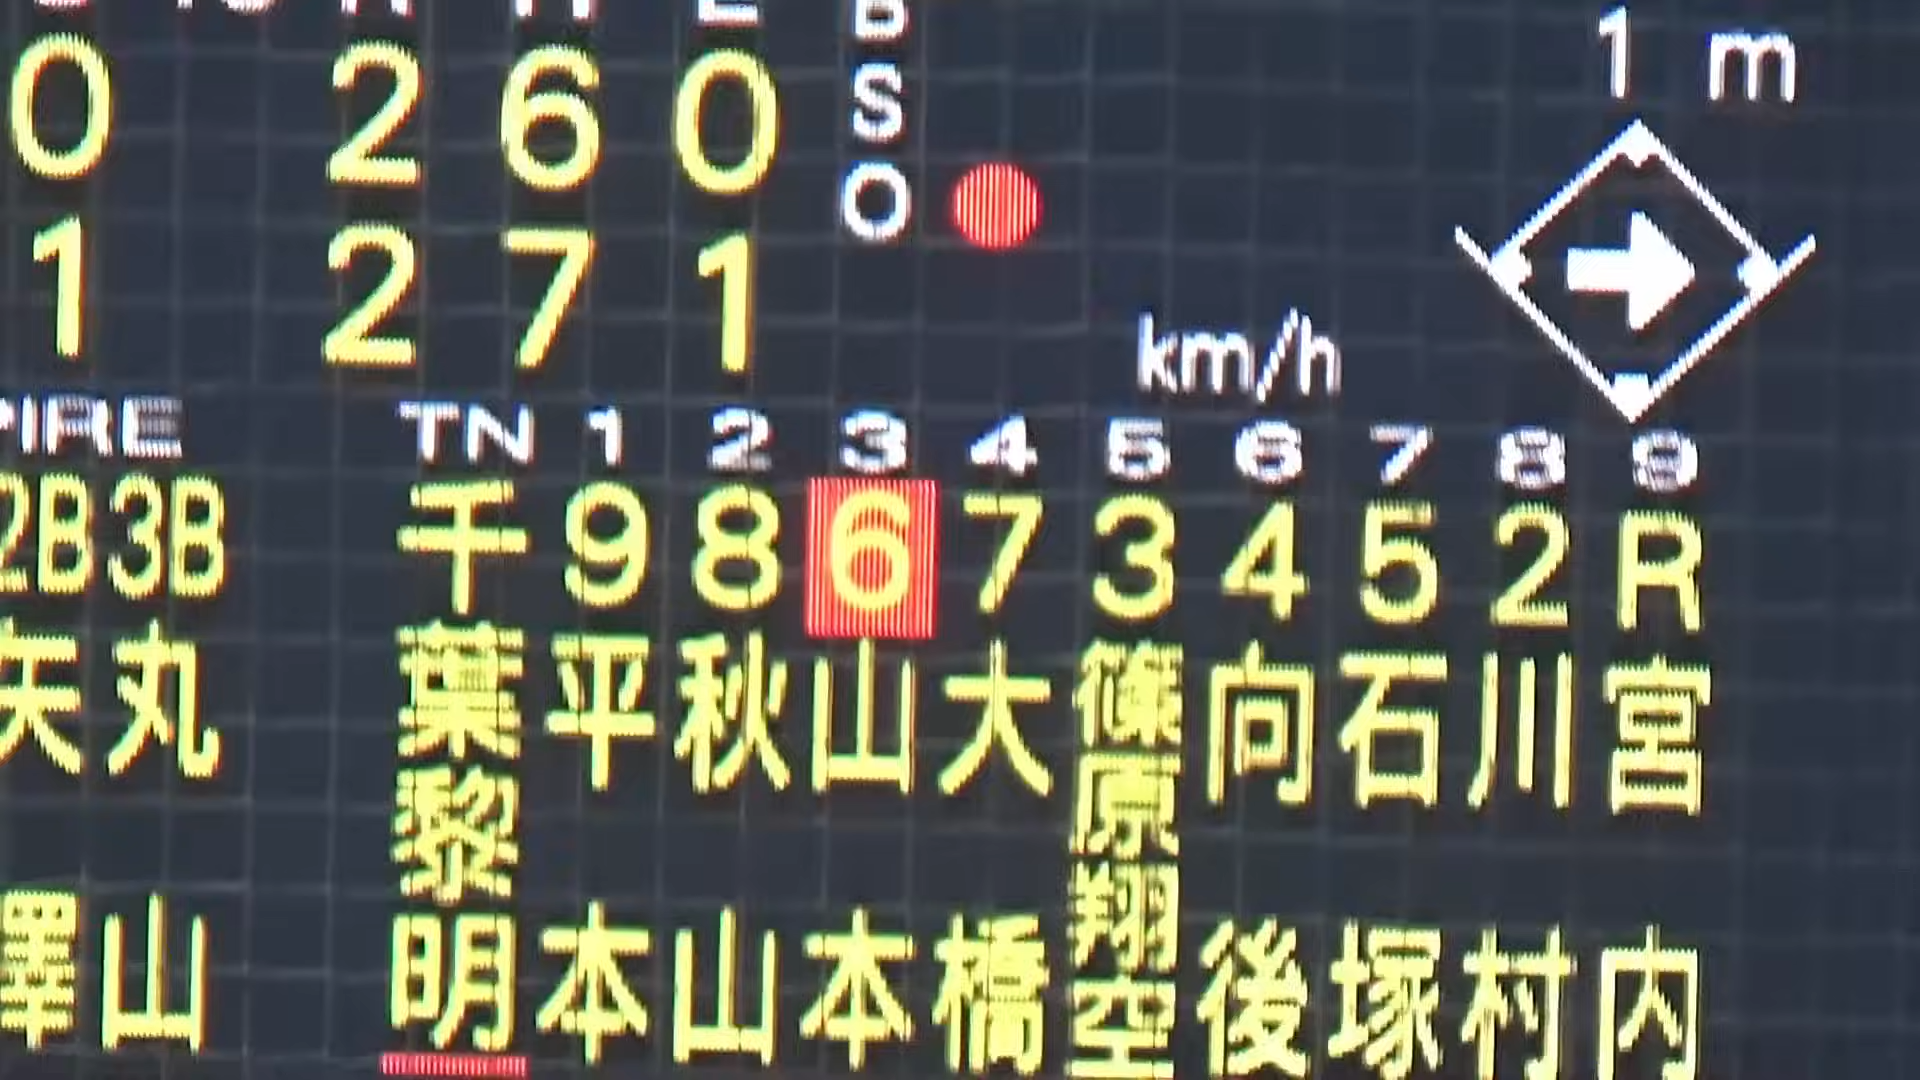 B
1 m
0 2 6 0 S
O
1 2 7 1
km/h
TN 1 2 3 4 5 6 7 8 9
2B 3B 9 8 6 7 3 4 5 2 R
矢 丸
澤 山
千葉黎明
平本
秋山
山本
大橋
篠原翔空
向後
石塚
川村
宮内